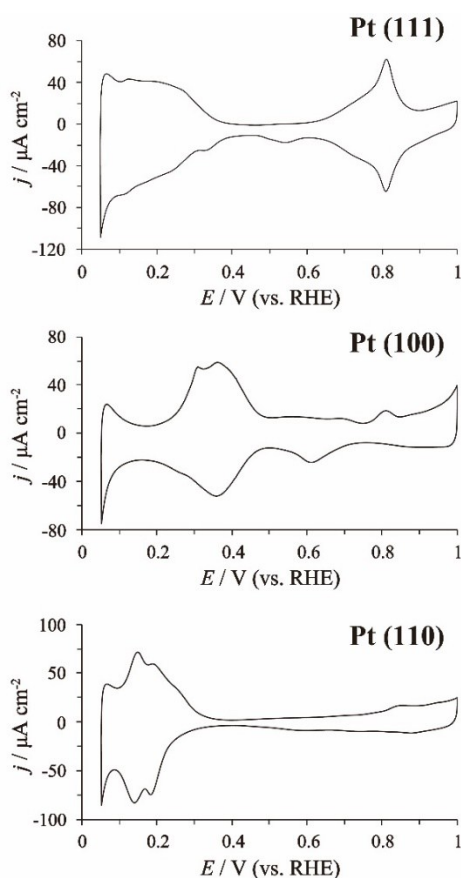 Pt (111)
80
40
0
-40
-80
-120
j / µA cm⁻²
0 0.2 0.4 0.6 0.8 1
E / V (vs. RHE)
Pt (100)
80
40
0
-40
-80
j / µA cm⁻²
0 0.2 0.4 0.6 0.8 1
E / V (vs. RHE)
Pt (110)
100
50
0
-50
-100
j / µA cm⁻²
0 0.2 0.4 0.6 0.8 1
E / V (vs. RHE)